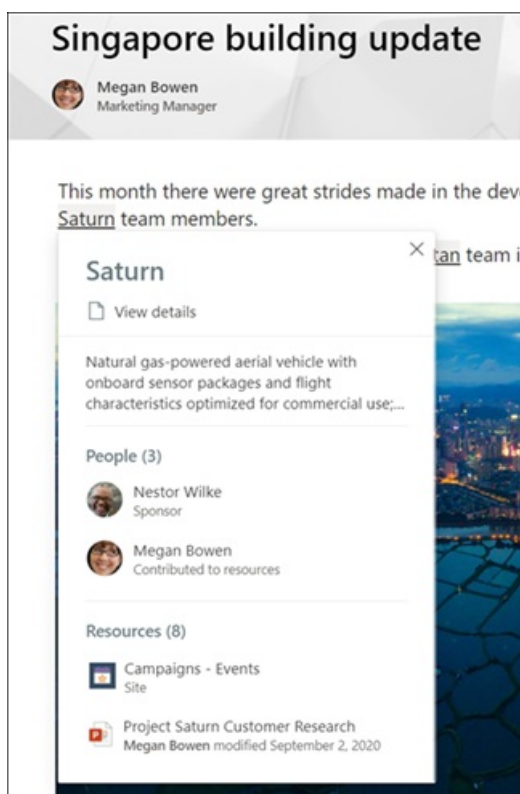 Singapore building update
Megan Bowen
Marketing Manager
This month there were great strides made in the
Saturn team members.
tan team
Saturn
View details
Natural gas-powered aerial vehicle with
onboard sensor packages and flight
characteristics optimized for commercial use;...
People (3)
Nestor Wilke
Sponsor
Megan Bowen
Contributed to resources
Resources (8)
Campaigns - Events
Site
Project Saturn Customer Research
Megan Bowen modified September 2, 2020